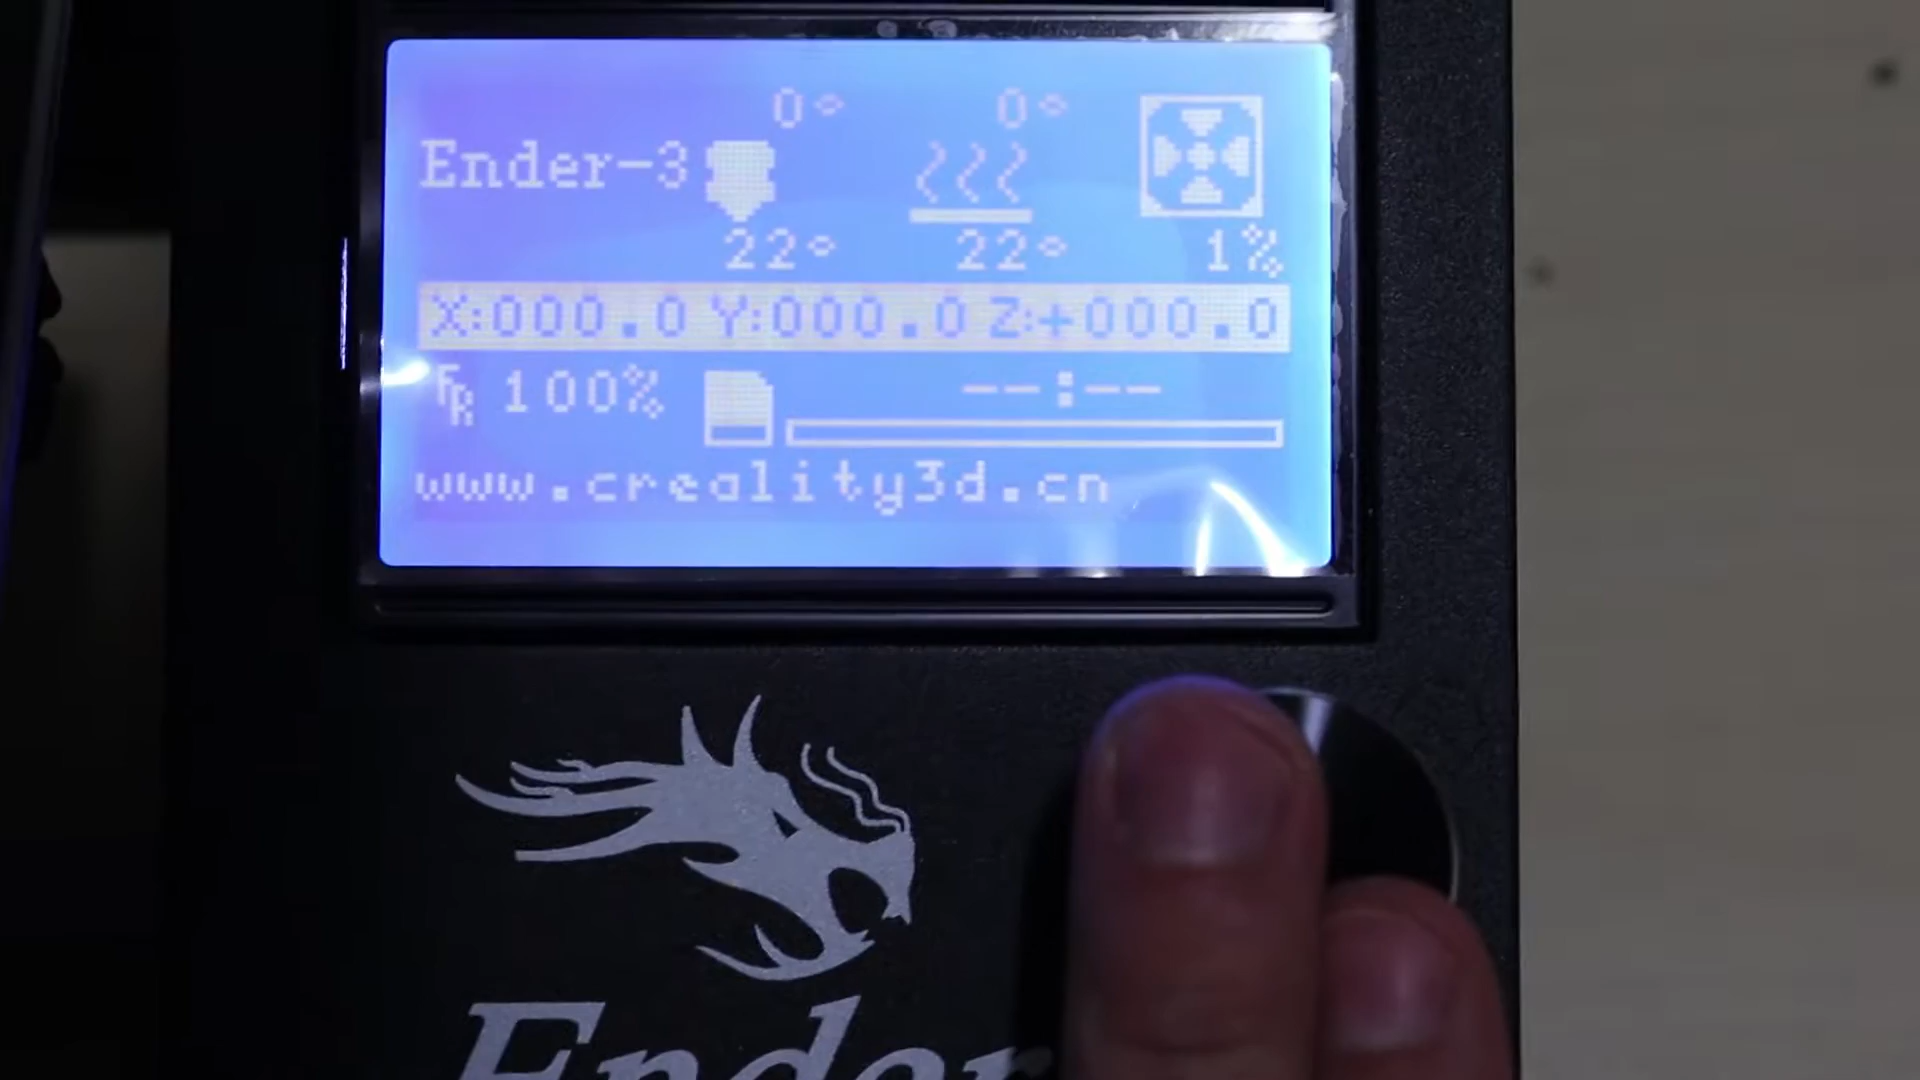 0° 0°
Ender-3
22° 22° 1%
X:000.0 Y:000.0 Z:+000.0
FR 100% --:--
www.creality3d.cn
Ender